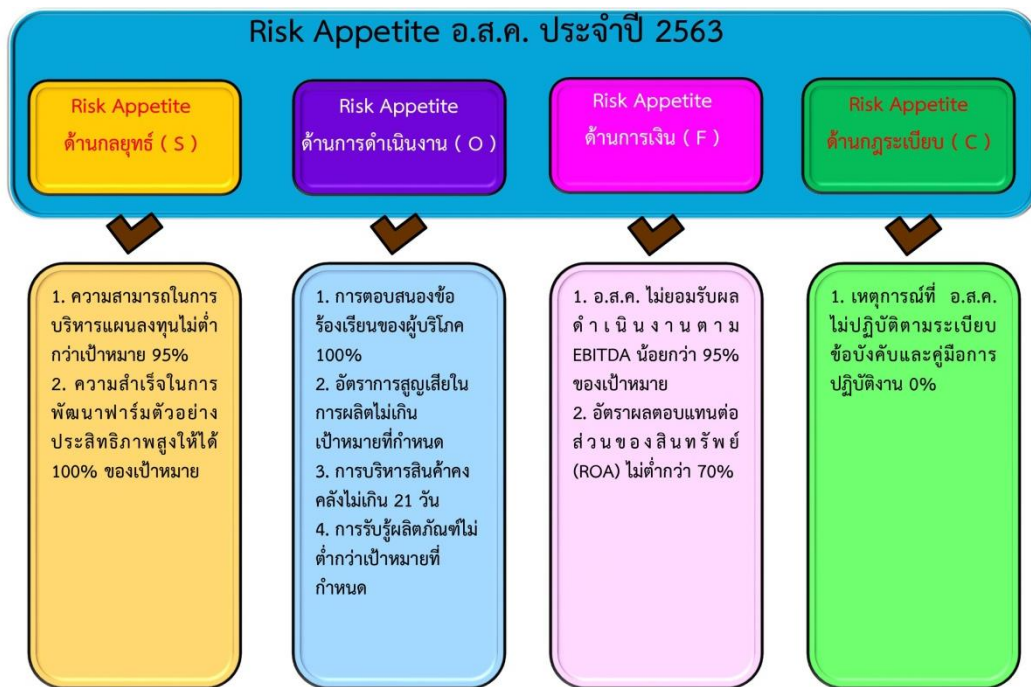 Risk Appetite อ.ส.ค. ประจำปี 2563
Risk Appetite
ด้านกลยุทธ์ ( S )
Risk Appetite
ด้านการดำเนินงาน ( O )
Risk Appetite
ด้านการเงิน ( F )
Risk Appetite
ด้านกฎระเบียบ ( C )
1. ความสามารถในการ
บริหารแผนลงทุนไม่ต่ำ
กว่าเป้าหมาย 95%
2. ความสำเร็จในการ
พัฒนาฟาร์มตัวอย่าง
ประสิทธิภาพสูงให้ได้
100% ของเป้าหมาย
1. การตอบสนองข้อ
ร้องเรียนของผู้บริโภค
100%
2. อัตราการสูญเสียใน
การผลิตไม่เกิน
เป้าหมายที่กำหนด
3. การบริหารสินค้าคง
คลังไม่เกิน 21 วัน
4. การรับรู้ผลิตภัณฑ์ไม่
ต่ำกว่าเป้าหมายที่
กำหนด
1. อ.ส.ค. ไม่ยอมรับผล
ดำเนินงานตาม
EBITDA น้อยกว่า 95%
ของเป้าหมาย
2. อัตราผลตอบแทนต่อ
ส่วนของสินทรัพย์
(ROA) ไม่ต่ำกว่า 70%
1. เหตุการณ์ที่ อ.ส.ค.
ไม่ปฏิบัติตามระเบียบ
ข้อบังคับและคู่มือการ
ปฏิบัติงาน 0%